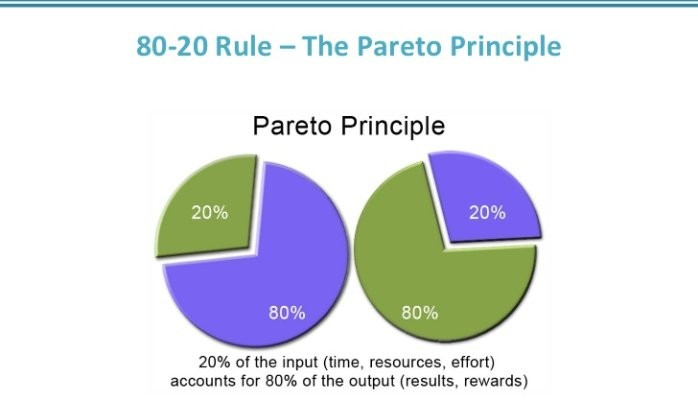 80-20 Rule – The Pareto Principle
Pareto Principle
20%
80%
20%
80%
20% of the input (time, resources, effort)
accounts for 80% of the output (results, rewards)